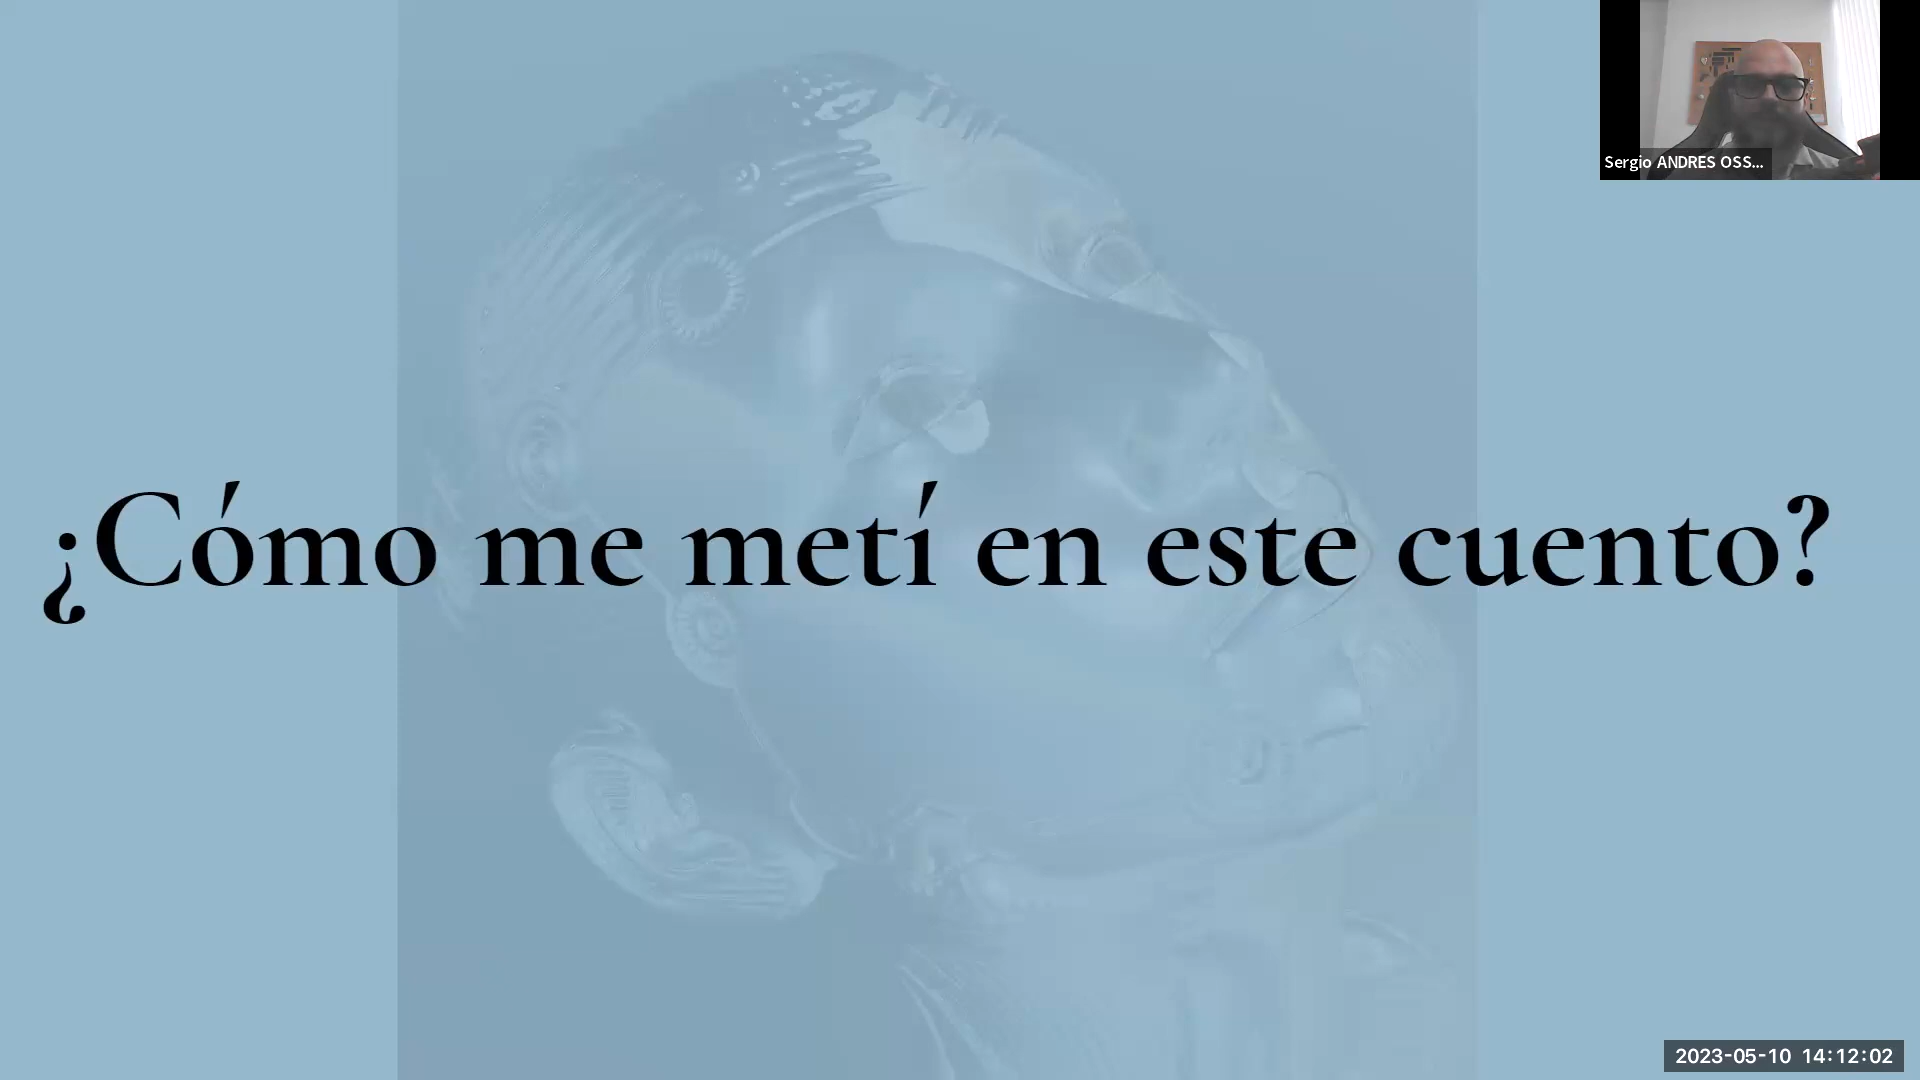 Sergio ANDRES OSS...
¿Cómo me metí en este cuento?
2023-05-10 14:12:02